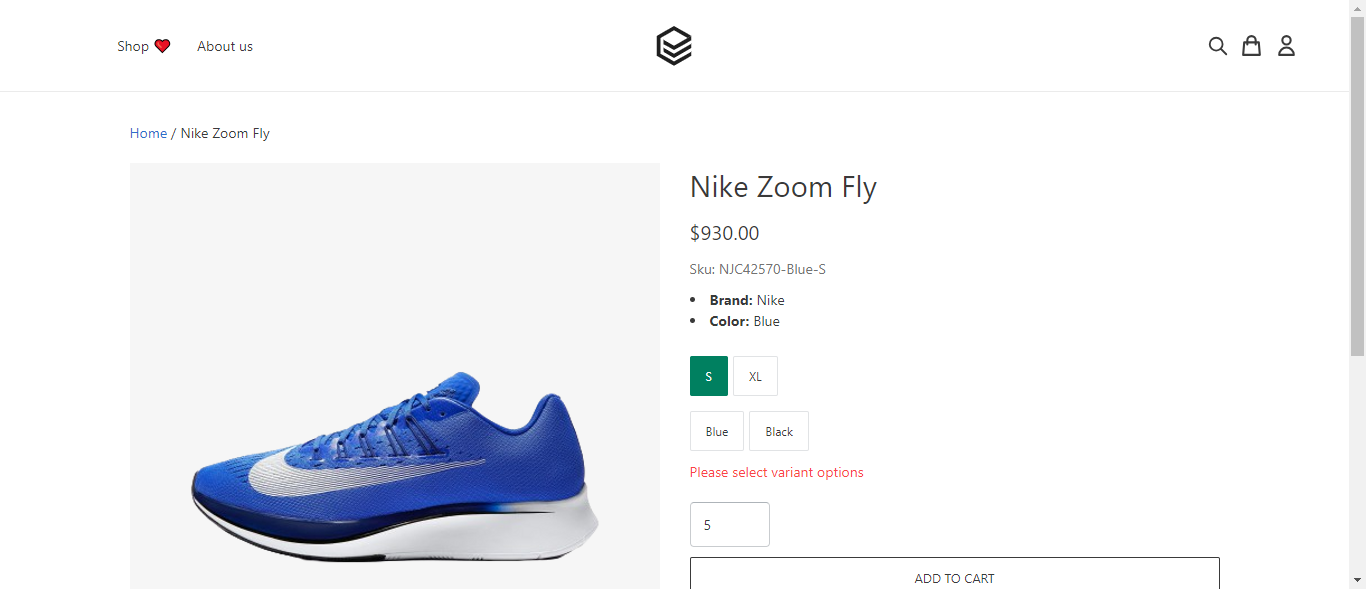 Shop ❤️ About us
Home / Nike Zoom Fly
Nike Zoom Fly
$930.00
Sku: NJC42570-Blue-S
Brand: Nike
Color: Blue
S XL
Blue Black
Please select variant options
5
ADD TO CART